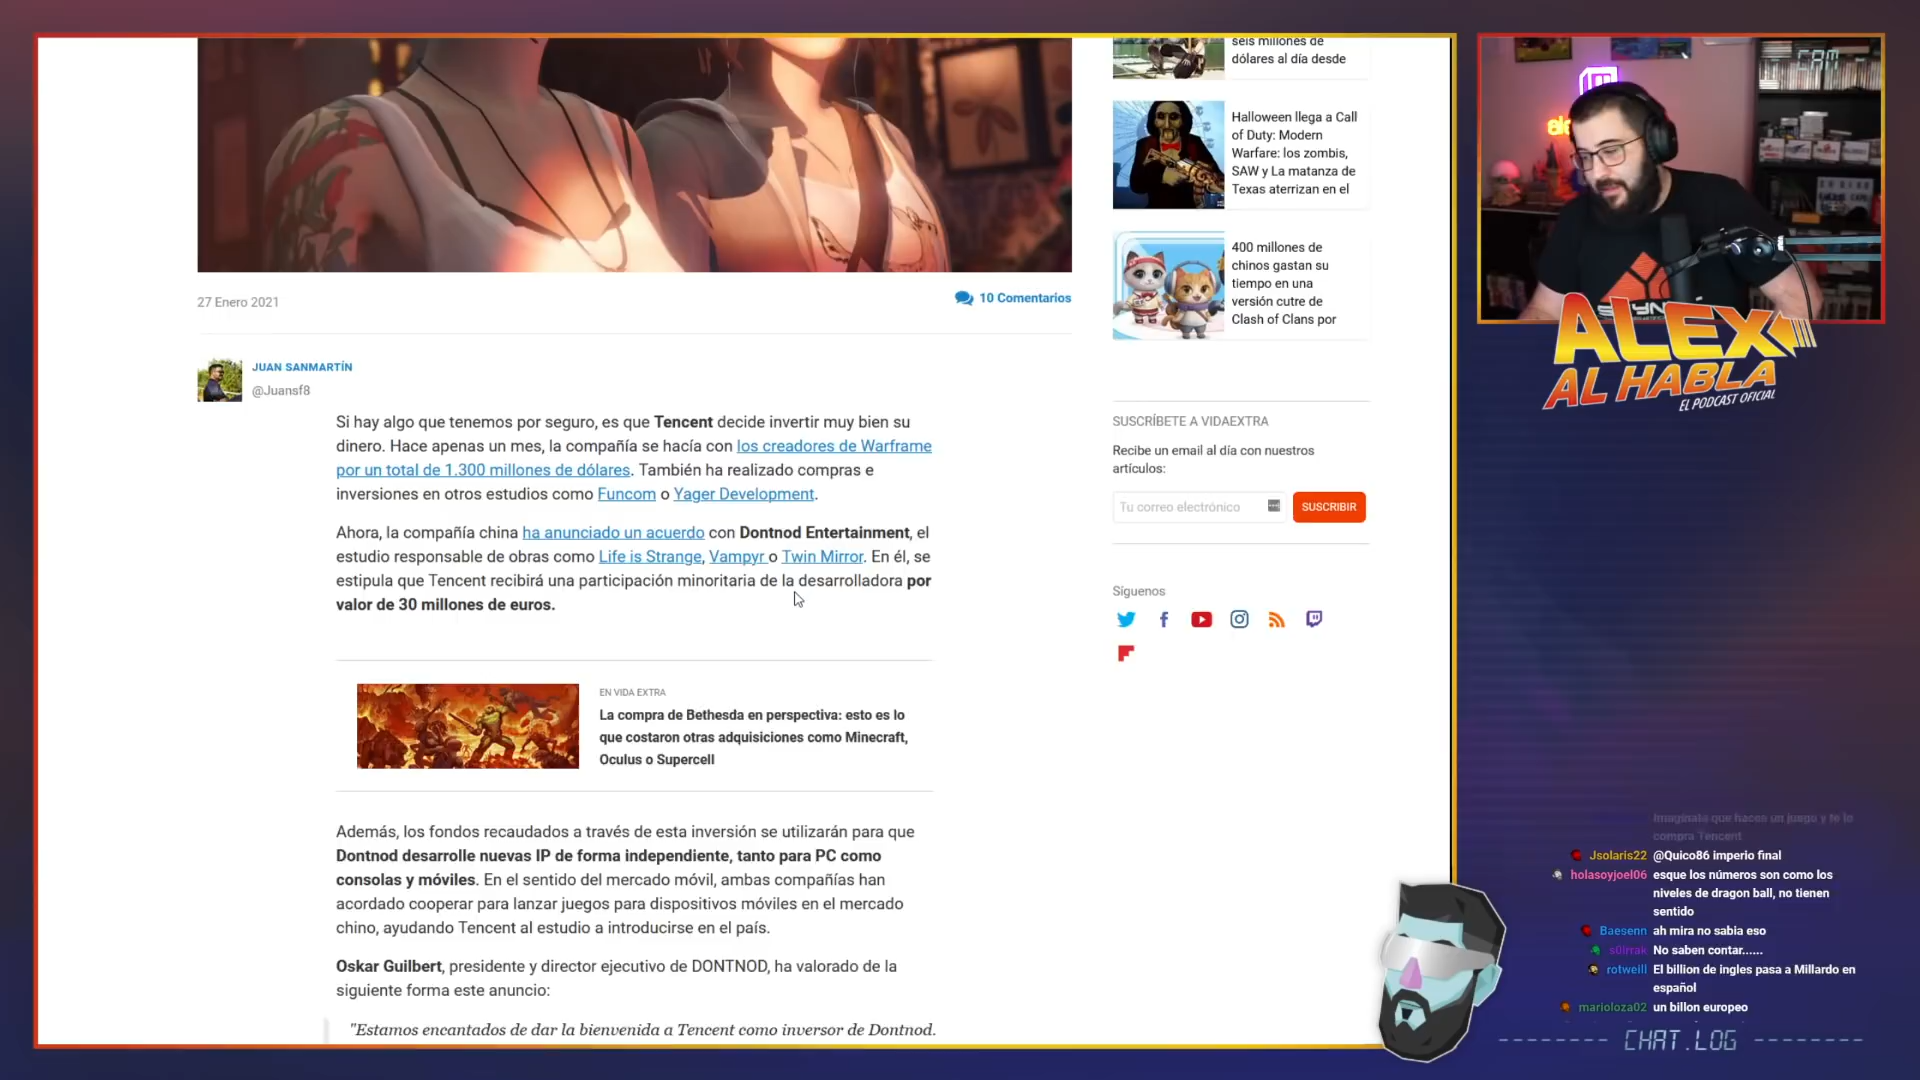 27 Enero 2021
10 Comentarios
JUAN SANMARTÍN
@Juansf8
Si hay algo que tenemos por seguro, es que Tencent decide invertir muy bien su
dinero. Hace apenas un mes, la compañía se hacía con los creadores de Warframe
por un total de 1.300 millones de dólares. También ha realizado compras e
inversiones en otros estudios como Funcom o Yager Development.
Ahora, la compañía china ha anunciado un acuerdo con Dontnod Entertainment, el
estudio responsable de obras como Life is Strange, Vampyr o Twin Mirror. En él, se
estipula que Tencent recibirá una participación minoritaria de la desarrolladora por
valor de 30 millones de euros.
EN VIDA EXTRA
La compra de Bethesda en perspectiva: esto es lo
que costaron otras adquisiciones como Minecraft,
Oculus o Supercell
Además, los fondos recaudados a través de esta inversión se utilizarán para que
Dontnod desarrolle nuevas IP de forma independiente, tanto para PC como
consolas y móviles. En el sentido del mercado móvil, ambas compañías han
acordado cooperar para lanzar juegos para dispositivos móviles en el mercado
chino, ayudando Tencent al estudio a introducirse en el país.
Oskar Guilbert, presidente y director ejecutivo de DONTNOD, ha valorado de la
siguiente forma este anuncio:
"Estamos encantados de dar la bienvenida a Tencent como inversor de Dontnod.
seis millones de
dólares al día desde
Halloween llega a Call
of Duty: Modern
Warfare: los zombis,
SAW y La matanza de
Texas aterrizan en el
400 millones de
chinos gastan su
tiempo en una
versión cutre de
Clash of Clans por
SUSCRÍBETE A VIDAEXTRA
Recibe un email al día con nuestros
artículos:
Tu correo electrónico
SUSCRIBIR
Síguenos
CAM
ALEX
AL HABLA
EL PODCAST OFICIAL
Imagínate que haces un juego y te lo
compra Tencent
Jsolaris22 @Quico86 imperio final
holasoyjoel06 esque los números son como los
niveles de dragon ball, no tienen
sentido
Baesenn ah mira no sabia eso
s0lrrak No saben contar......
rotweill El billion de ingles pasa a Millardo en
español
marioloza02 un billon europeo
CHAT.LOG